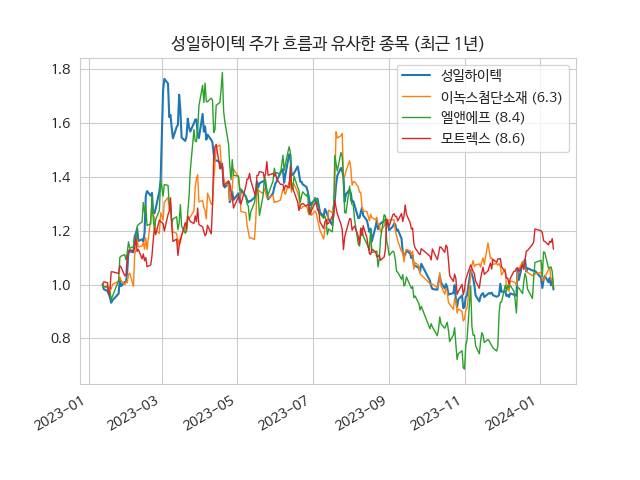 성일하이텍 주가 흐름과 유사한 종목 (최근 1년)
성일하이텍
이녹스첨단소재 (6.3)
엘앤에프 (8.4)
모트렉스 (8.6)
1.8
1.6
1.4
1.2
1.0
0.8
2023-01
2023-03
2023-05
2023-07
2023-09
2023-11
2024-01